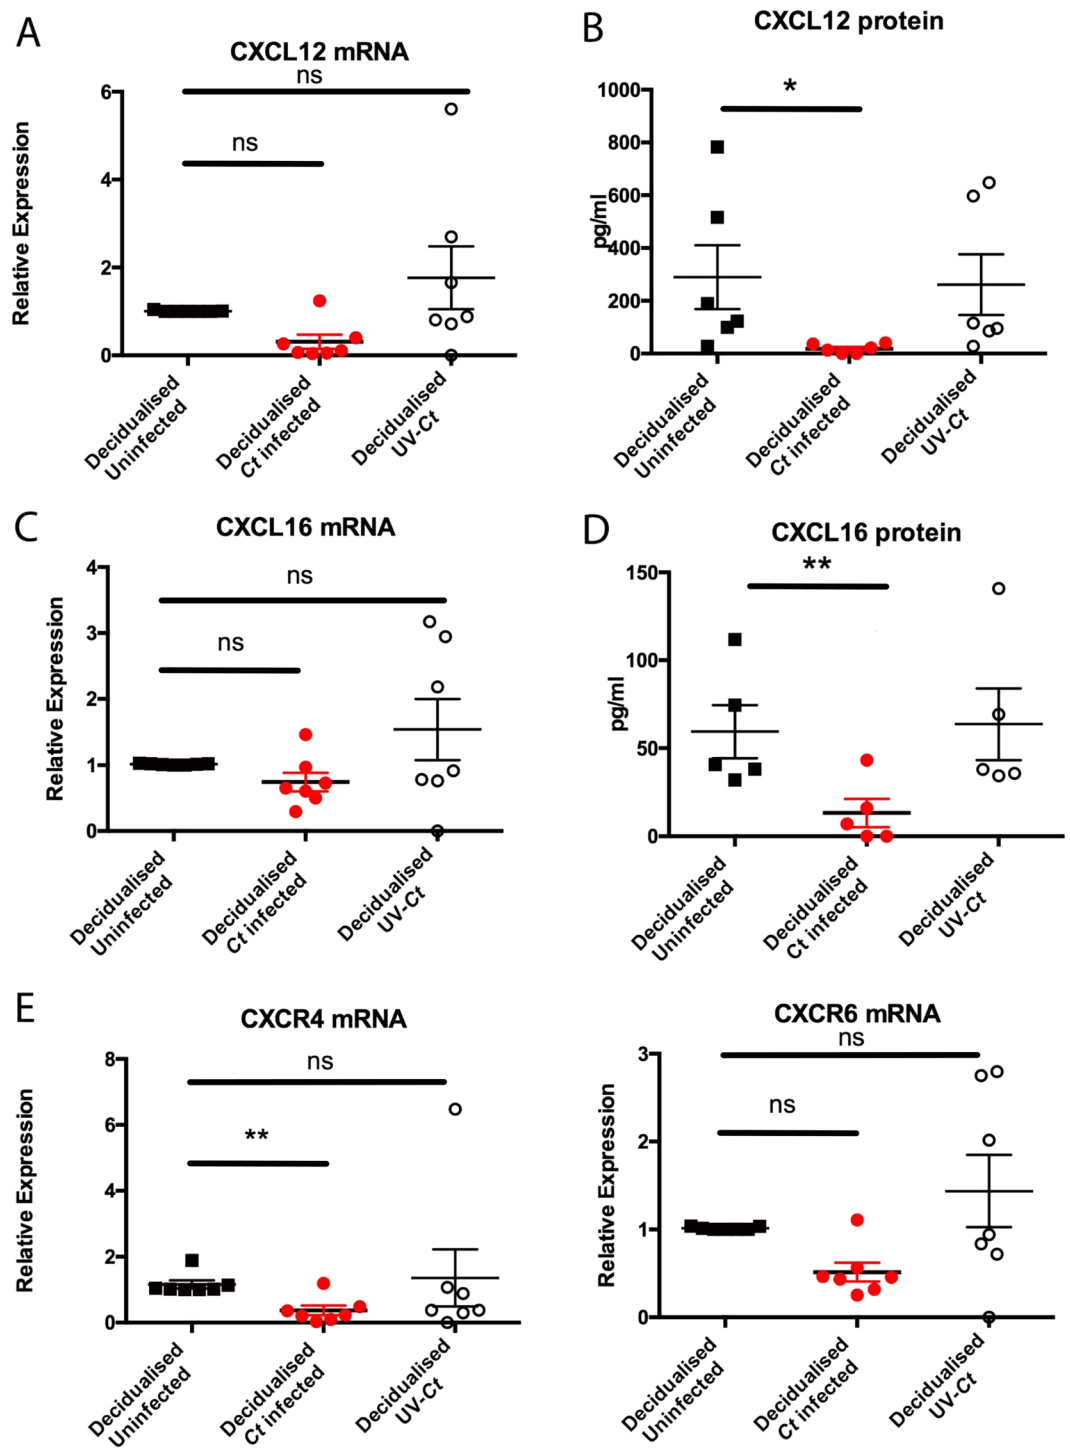 A
CXCL12 mRNA
ns
ns
Relative Expression
6
4
2
0
Decidualised
Uninfected
Decidualised
Ct infected
Decidualised
UV-Ct
B
CXCL12 protein
*
pg/ml
1000
800
600
400
200
0
Decidualised
Uninfected
Decidualised
Ct infected
Decidualised
UV-Ct
C
CXCL16 mRNA
ns
ns
Relative Expression
4
3
2
1
0
Decidualised
Uninfected
Decidualised
Ct infected
Decidualised
UV-Ct
D
CXCL16 protein
**
pg/ml
150
100
50
0
Decidualised
Uninfected
Decidualised
Ct infected
Decidualised
UV-Ct
E
CXCR4 mRNA
ns
**
Relative Expression
8
6
4
2
0
Decidualised
Uninfected
Decidualised
Ct infected
Decidualised
UV-Ct
CXCR6 mRNA
ns
ns
Relative Expression
3
2
1
0
Decidualised
Uninfected
Decidualised
Ct infected
Decidualised
UV-Ct